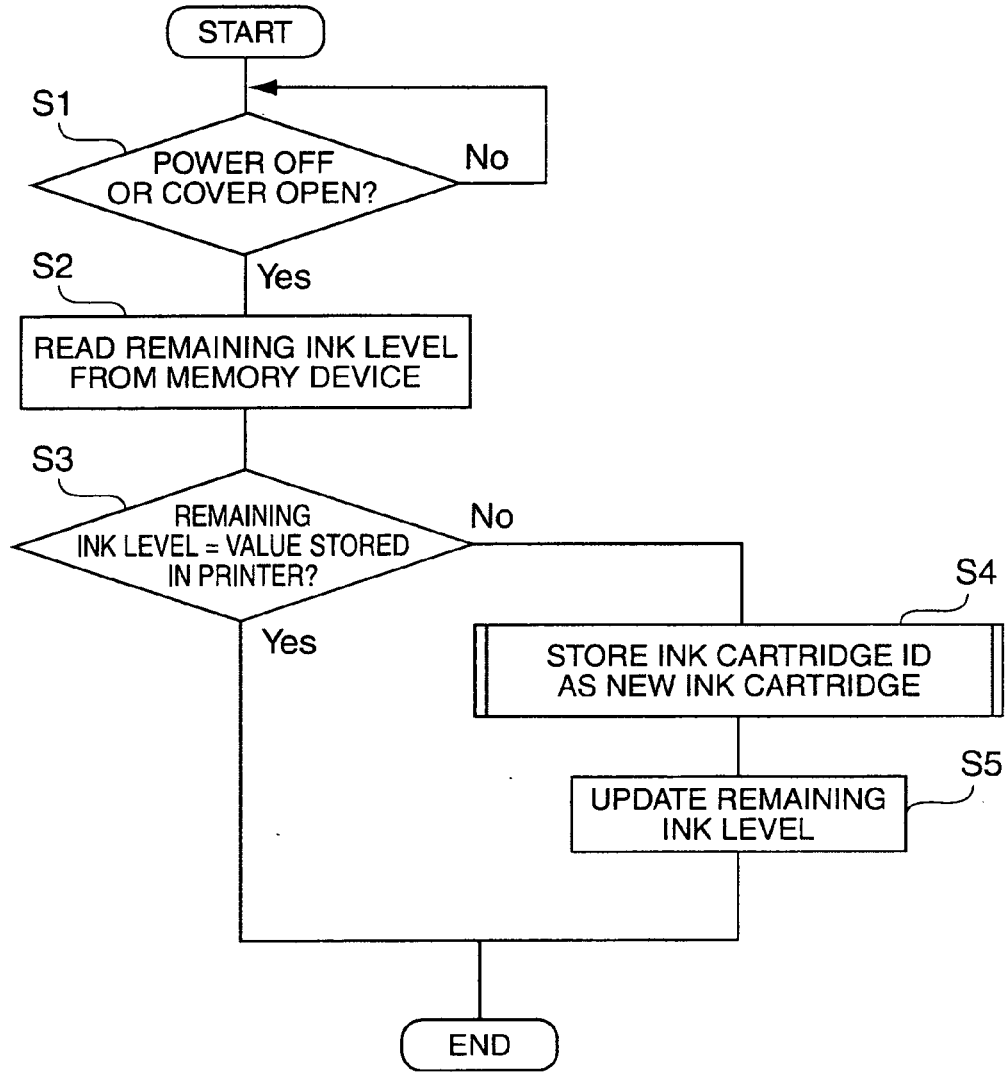 START
S1
POWER OFF
OR COVER OPEN?
No
Yes
S2
READ REMAINING INK LEVEL
FROM MEMORY DEVICE
S3
REMAINING
INK LEVEL = VALUE STORED
IN PRINTER?
No
Yes
S4
STORE INK CARTRIDGE ID
AS NEW INK CARTRIDGE
S5
UPDATE REMAINING
INK LEVEL
END